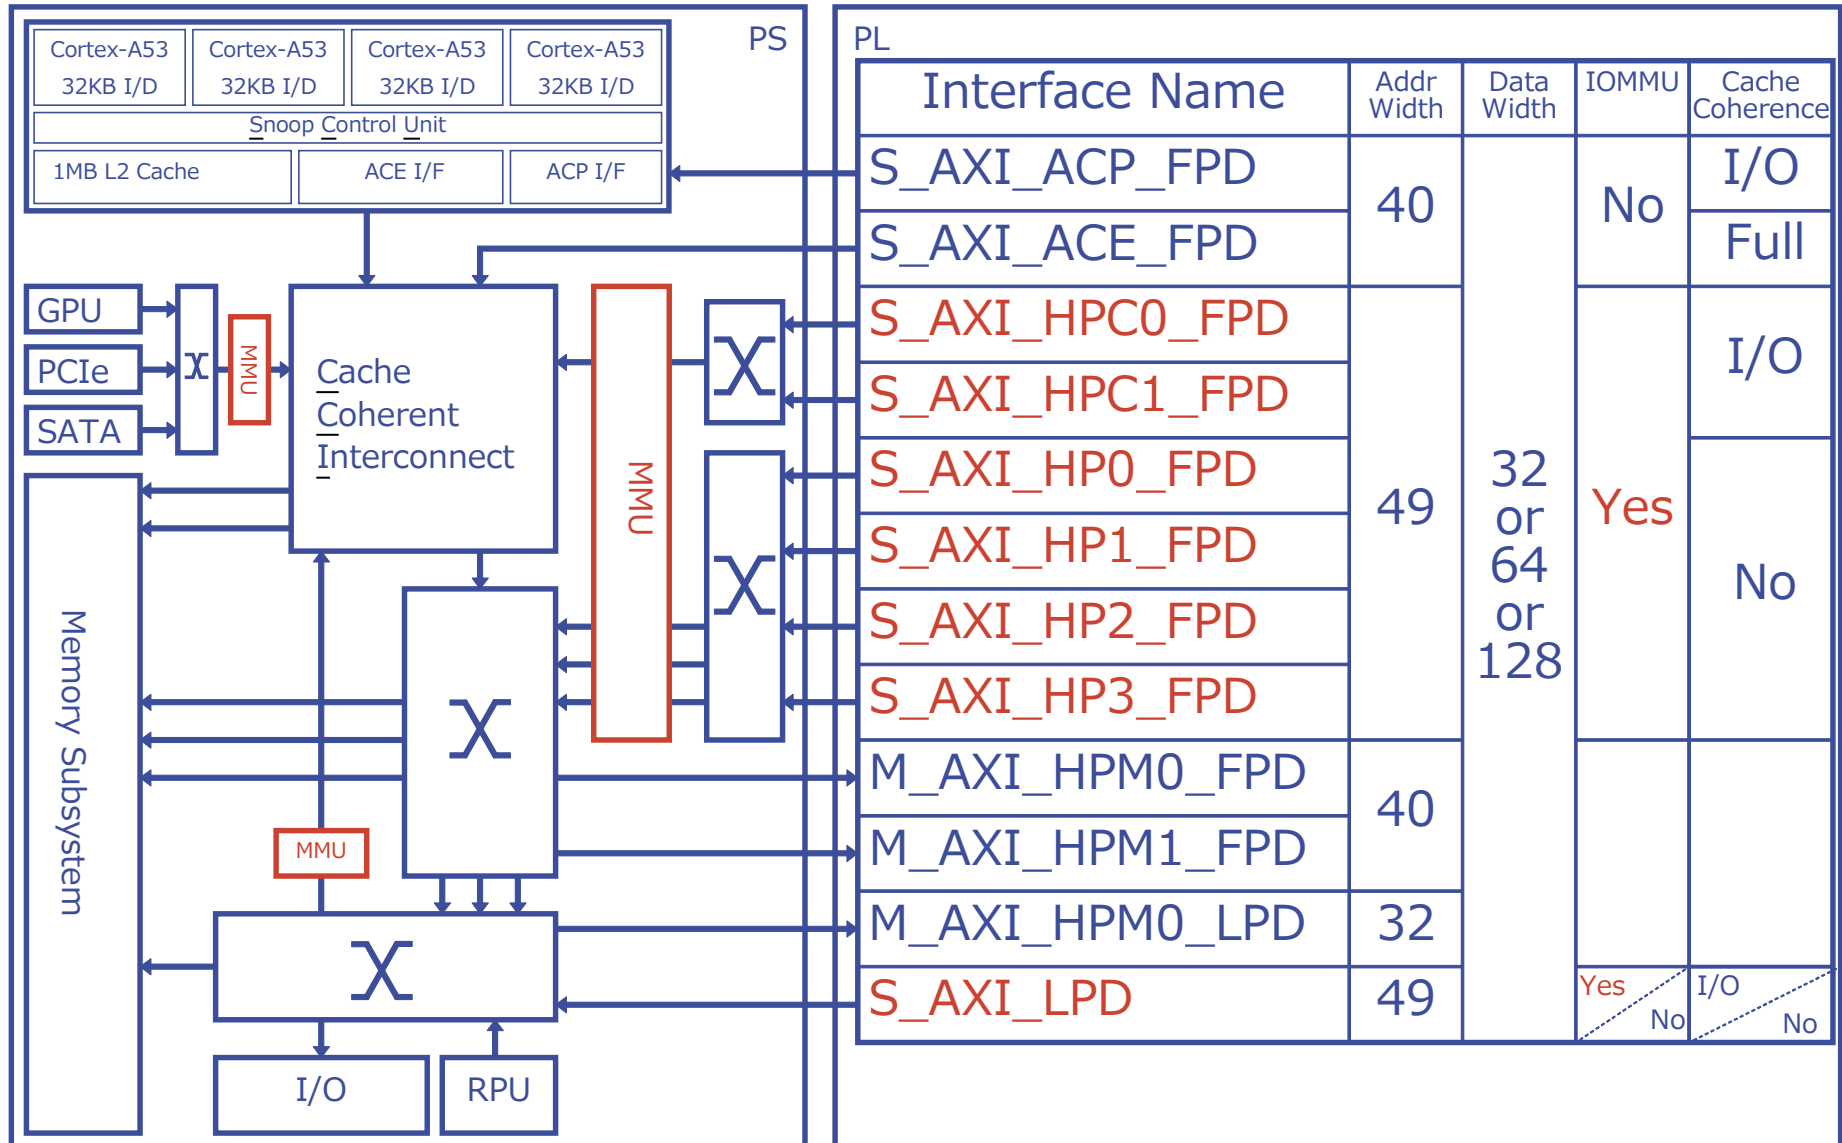 PS
Cortex-A53
32KB I/D
Cortex-A53
32KB I/D
Cortex-A53
32KB I/D
Cortex-A53
32KB I/D
Snoop Control Unit
1MB L2 Cache
ACE I/F
ACP I/F
GPU
PCIe
SATA
MMU
Cache
Coherent
Interconnect
MMU
Memory Subsystem
MMU
I/O
RPU
PL
Interface Name
Addr
Width
Data
Width
IOMMU
Cache
Coherence
S_AXI_ACP_FPD
S_AXI_ACE_FPD
40
No
I/O
Full
S_AXI_HPC0_FPD
S_AXI_HPC1_FPD
S_AXI_HP0_FPD
S_AXI_HP1_FPD
S_AXI_HP2_FPD
S_AXI_HP3_FPD
49
32
or
64
or
128
Yes
I/O
No
M_AXI_HPM0_FPD
M_AXI_HPM1_FPD
40
M_AXI_HPM0_LPD
32
S_AXI_LPD
49
Yes
No
I/O
No